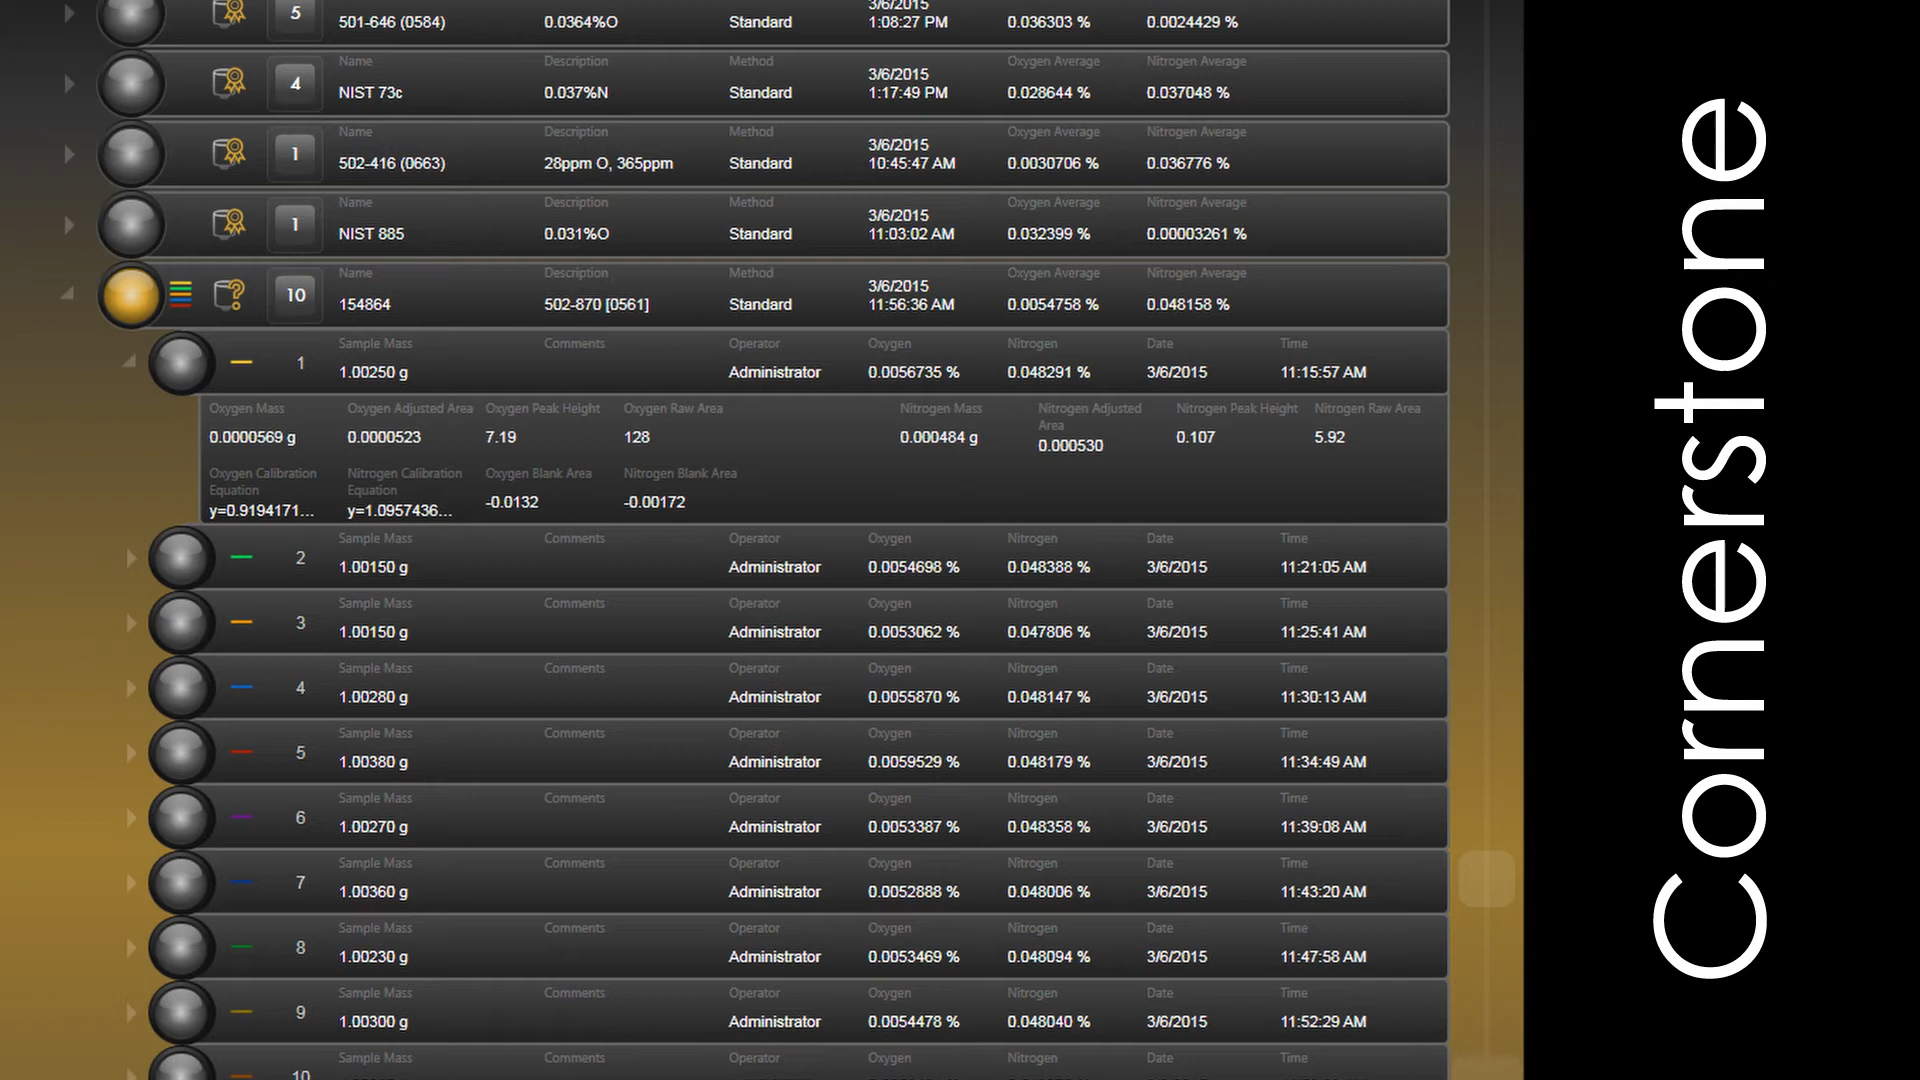 3/6/2015
5 501-646 (0584) 0.0364%O Standard 1:08:27 PM 0.036303 % 0.0024429 %
Name Description Method Oxygen Average Nitrogen Average
3/6/2015
4 NIST 73c 0.037%N Standard 1:17:49 PM 0.028644 % 0.037048 %
Name Description Method Oxygen Average Nitrogen Average
3/6/2015
1 502-416 (0663) 28ppm O, 365ppm Standard 10:45:47 AM 0.0030706 % 0.036776 %
Name Description Method Oxygen Average Nitrogen Average
3/6/2015
1 NIST 885 0.031%O Standard 11:03:02 AM 0.032399 % 0.00003261 %
Name Description Method Oxygen Average Nitrogen Average
3/6/2015
10 154864 502-870 [0561] Standard 11:56:36 AM 0.0054758 % 0.048158 %
Sample Mass Comments Operator Oxygen Nitrogen Date Time
1 1.00250 g Administrator 0.0056735 % 0.048291 % 3/6/2015 11:15:57 AM
Oxygen Mass Oxygen Adjusted Area Oxygen Peak Height Oxygen Raw Area Nitrogen Mass Nitrogen Adjusted Area Nitrogen Peak Height Nitrogen Raw Area
0.0000569 g 0.0000523 7.19 128 0.000484 g 0.000530 0.107 5.92
Oxygen Calibration Equation Nitrogen Calibration Equation Oxygen Blank Area Nitrogen Blank Area
y=0.9194171... y=1.0957436... -0.0132 -0.00172
Sample Mass Comments Operator Oxygen Nitrogen Date Time
2 1.00150 g Administrator 0.0054698 % 0.048388 % 3/6/2015 11:21:05 AM
Sample Mass Comments Operator Oxygen Nitrogen Date Time
3 1.00150 g Administrator 0.0053062 % 0.047806 % 3/6/2015 11:25:41 AM
Sample Mass Comments Operator Oxygen Nitrogen Date Time
4 1.00280 g Administrator 0.0055870 % 0.048147 % 3/6/2015 11:30:13 AM
Sample Mass Comments Operator Oxygen Nitrogen Date Time
5 1.00380 g Administrator 0.0059529 % 0.048179 % 3/6/2015 11:34:49 AM
Sample Mass Comments Operator Oxygen Nitrogen Date Time
6 1.00270 g Administrator 0.0053387 % 0.048358 % 3/6/2015 11:39:08 AM
Sample Mass Comments Operator Oxygen Nitrogen Date Time
7 1.00360 g Administrator 0.0052888 % 0.048006 % 3/6/2015 11:43:20 AM
Sample Mass Comments Operator Oxygen Nitrogen Date Time
8 1.00230 g Administrator 0.0053469 % 0.048094 % 3/6/2015 11:47:58 AM
Sample Mass Comments Operator Oxygen Nitrogen Date Time
9 1.00300 g Administrator 0.0054478 % 0.048040 % 3/6/2015 11:52:29 AM
Sample Mass Comments Operator Oxygen Nitrogen Date Time
10
Cornerstone